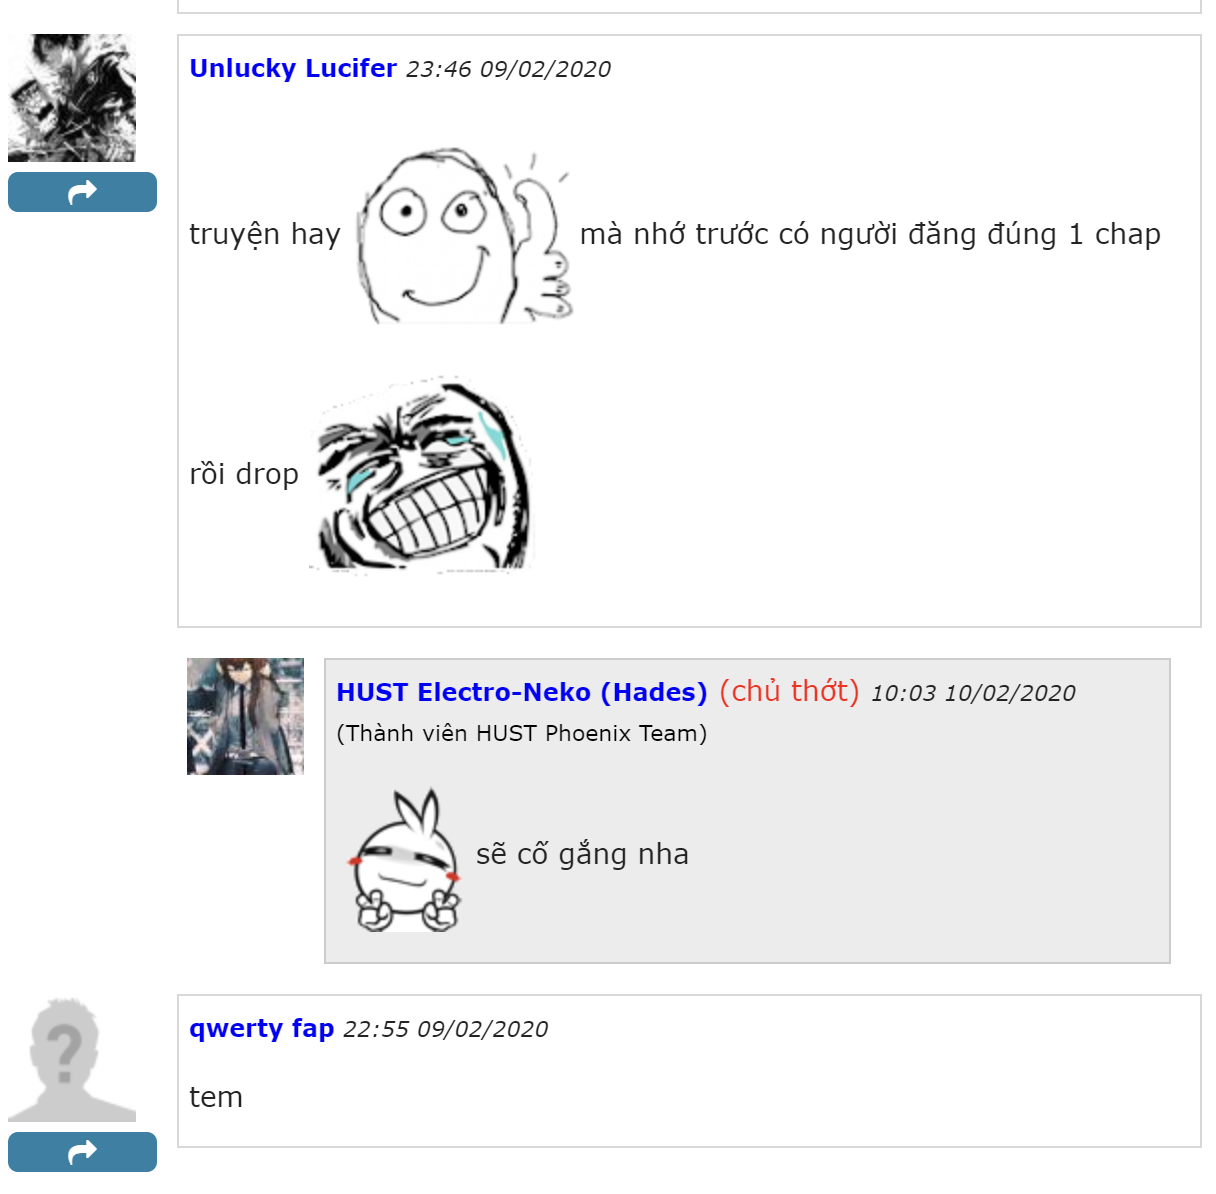 Unlucky Lucifer 23:46 09/02/2020
truyện hay mà nhớ trước có người đăng đúng 1 chap
rồi drop
HUST Electro-Neko (Hades) (chủ thớt) 10:03 10/02/2020
(Thành viên HUST Phoenix Team)
sẽ cố gắng nha
qwerty fap 22:55 09/02/2020
tem